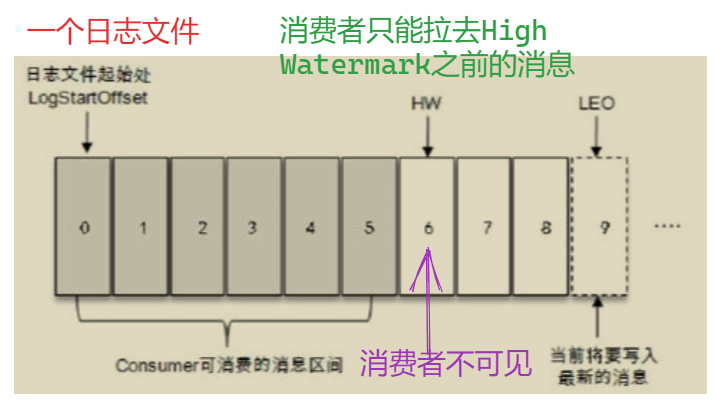 一个日志文件
消费者只能拉去High
Watermark之前的消息
日志文件起始处
LogStartOffset
HW
LEO
0 1 2 3 4 5 6 7 8 9 ....
Consumer可消费的消息区间
消费者不可见
当前将要写入
最新的消息